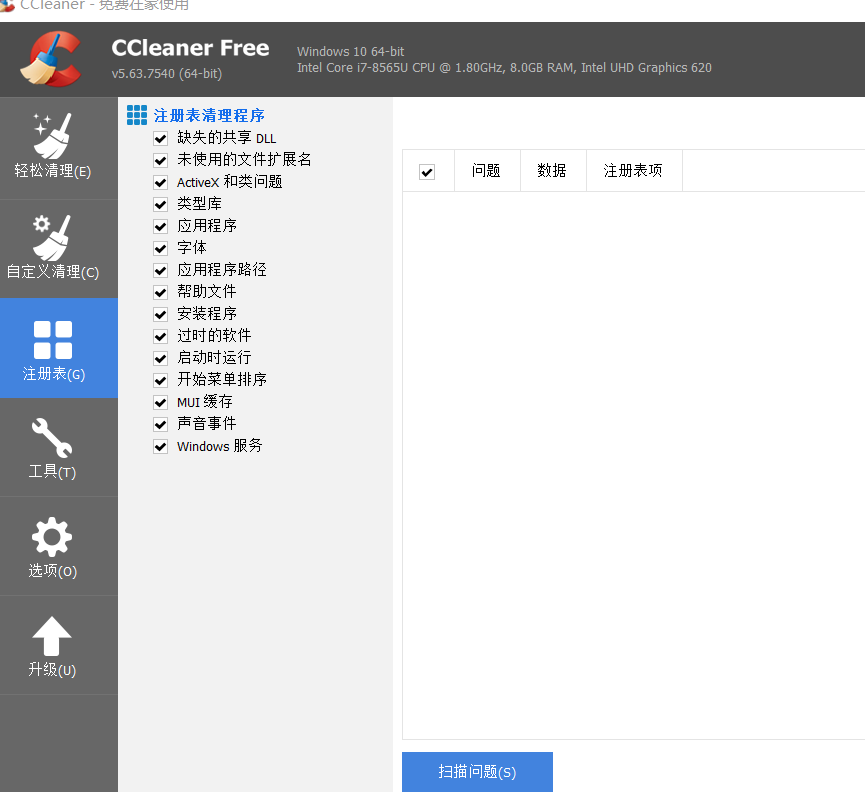 CCleaner - 免费在家使用
CCleaner Free
v5.63.7540 (64-bit)
Windows 10 64-bit
Intel Core i7-8565U CPU @ 1.80GHz, 8.0GB RAM, Intel UHD Graphics 620
轻松清理(E)
自定义清理(C)
注册表(G)
工具(T)
选项(O)
升级(U)
注册表清理程序
缺失的共享 DLL
未使用的文件扩展名
ActiveX 和类问题
类型库
应用程序
字体
应用程序路径
帮助文件
安装程序
过时的软件
启动时运行
开始菜单排序
MUI 缓存
声音事件
Windows 服务
问题 数据 注册表项
扫描问题(S)